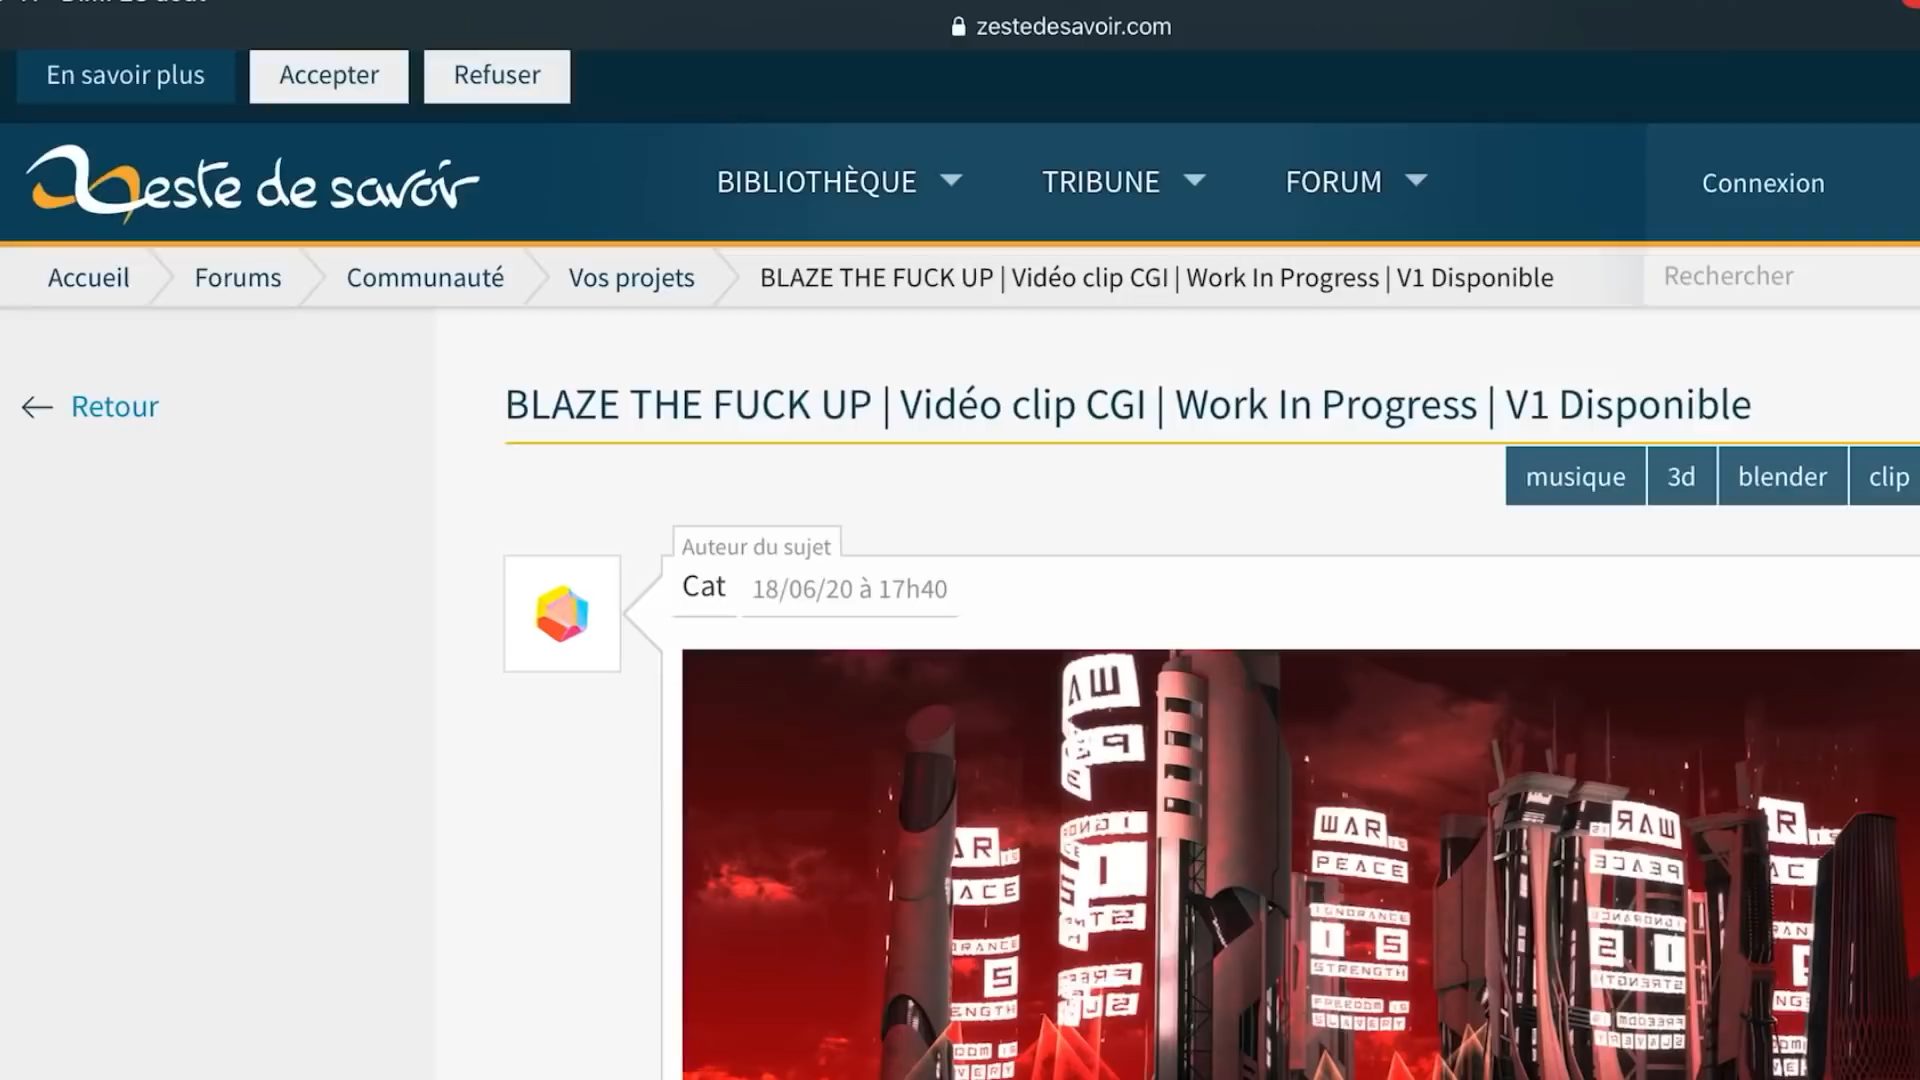 zestedesavoir.com
En savoir plus
Accepter
Refuser
Zeste de savoir
BIBLIOTHÈQUE
TRIBUNE
FORUM
Connexion
Accueil
Forums
Communauté
Vos projets
BLAZE THE FUCK UP | Vidéo clip CGI | Work In Progress | V1 Disponible
Rechercher
Retour
BLAZE THE FUCK UP | Vidéo clip CGI | Work In Progress | V1 Disponible
musique
3d
blender
clip
Auteur du sujet
Cat
18/06/20 à 17h40
WAR IS
PEACE
IGNORANCE
IS
STRENGTH
FREEDOM IS
SLAVERY